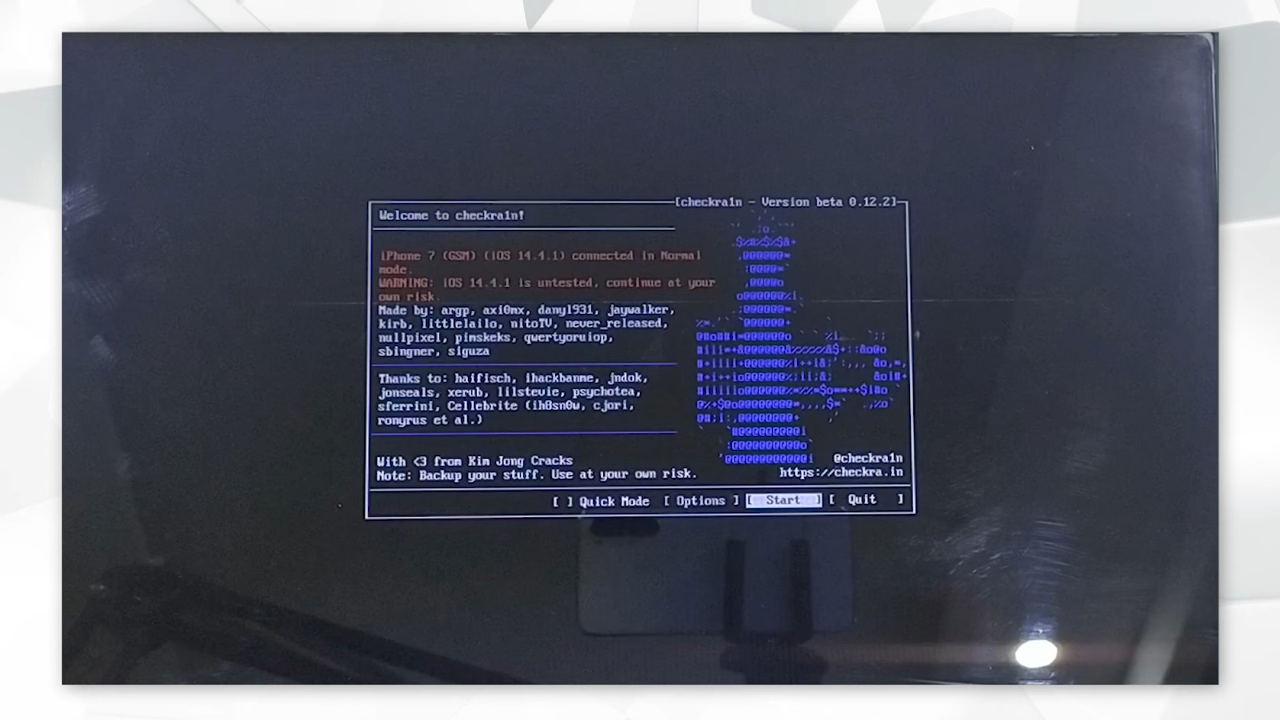 [checkra1n - Version beta 0.12.2]
Welcome to checkra1n!
iPhone 7 (GSM) (iOS 14.4.1) connected in Normal
mode.
WARNING: iOS 14.4.1 is untested, continue at your
own risk.
Made by: argp, axi0mx, danyl931, jaywalker,
kirb, littlelailo, nitoTV, never_released,
nullpixel, pimskeks, qwertyoruiop,
sbingner, siguza
Thanks to: haifisch, ihackbanme, jndok,
jonseals, xerub, lilstevie, psychotea,
sferrini, Cellebrite (ih8sn0w, cjori,
ronyrus et al.)
With <3 from Kim Jong Cracks
Note: Backup your stuff. Use at your own risk.
@checkra1n
https://checkra.in
[ ] Quick Mode [ Options ] [ Start ] [ Quit ]